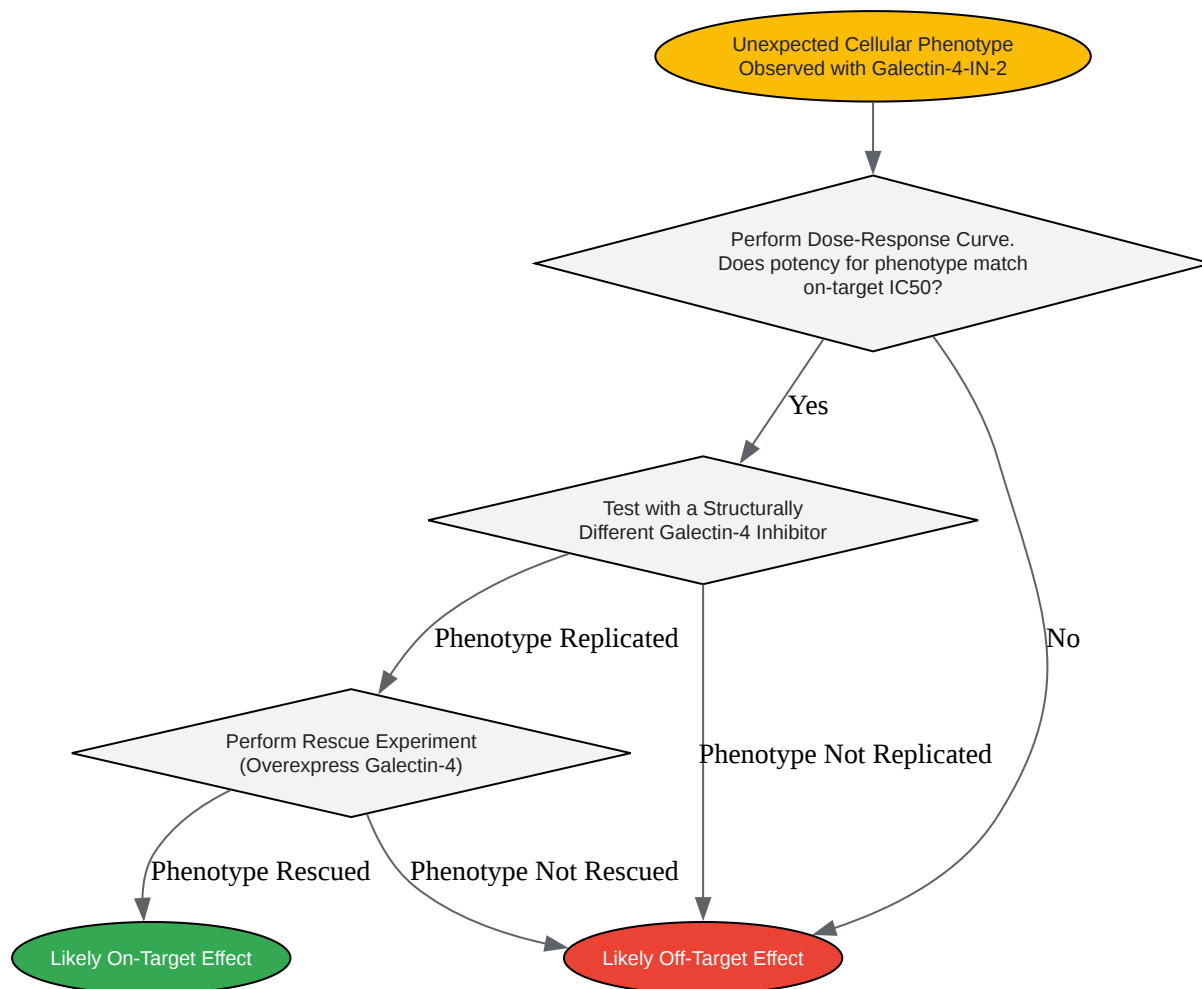 Unexpected Cellular Phenotype
Observed with Galectin-4-IN-2
Perform Dose-Response Curve.
Does potency for phenotype match
on-target IC50?
Yes
Test with a Structurally
Different Galectin-4 Inhibitor
No
Phenotype Replicated
Perform Rescue Experiment
(Overexpress Galectin-4)
Phenotype Not Replicated
Phenotype Rescued
Phenotype Not Rescued
Likely On-Target Effect
Likely Off-Target Effect